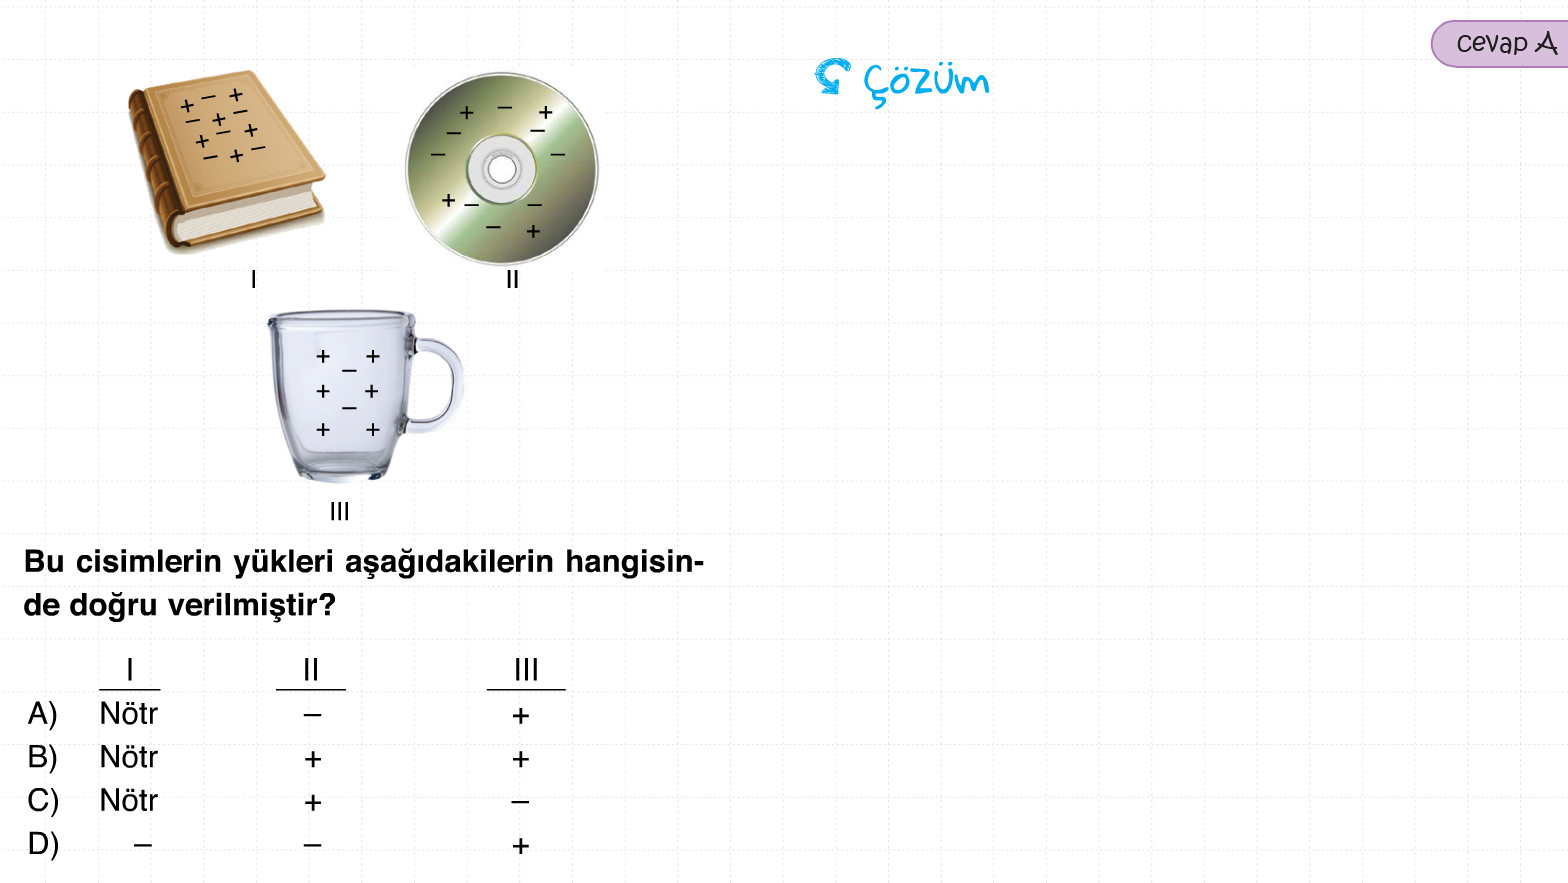 Cevap A
Çözüm
+ − +
− + −
+ − +
− + −
I
+ − +
− −
− −
+ − −
− +
II
+ +
−
+ +
−
+ +
III
Bu cisimlerin yükleri aşağıdakilerin hangisin-
de doğru verilmiştir?
I II III
A) Nötr − +
B) Nötr + +
C) Nötr + −
D) − − +